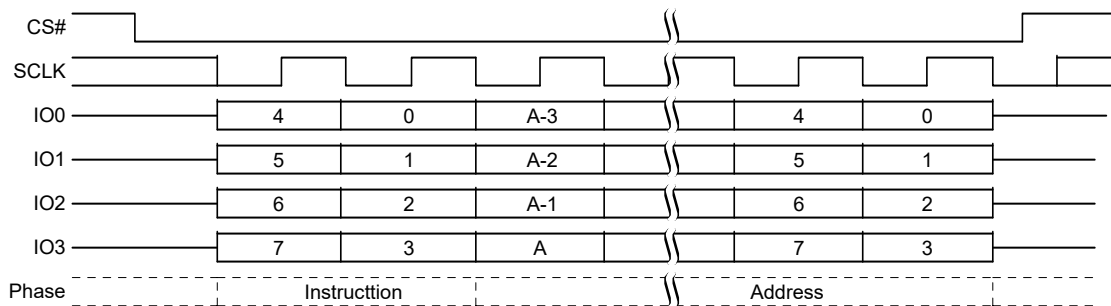 CS#
SCLK
IO0 4 0 A-3 4 0
IO1 5 1 A-2 5 1
IO2 6 2 A-1 6 2
IO3 7 3 A 7 3
Phase Instructtion Address